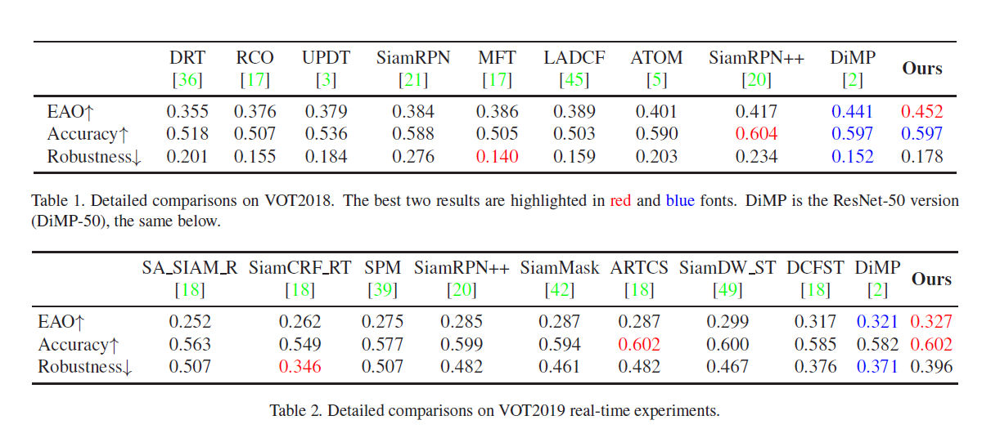 DRT RCO UPDT SiamRPN MFT LADCF ATOM SiamRPN++ DiMP Ours
[36] [17] [3] [21] [17] [45] [5] [20] [2]
EAO↑ 0.355 0.376 0.379 0.384 0.386 0.389 0.401 0.417 0.441 0.452
Accuracy↑ 0.518 0.507 0.536 0.588 0.505 0.503 0.590 0.604 0.597 0.597
Robustness↓ 0.201 0.155 0.184 0.276 0.140 0.159 0.203 0.234 0.152 0.178
Table 1. Detailed comparisons on VOT2018. The best two results are highlighted in red and blue fonts. DiMP is the ResNet-50 version
(DiMP-50), the same below.
SA_SIAM_R SiamCRF_RT SPM SiamRPN++ SiamMask ARTCS SiamDW_ST DCFST DiMP Ours
[18] [18] [39] [20] [42] [18] [49] [18] [2]
EAO↑ 0.252 0.262 0.275 0.285 0.287 0.287 0.299 0.317 0.321 0.327
Accuracy↑ 0.563 0.549 0.577 0.599 0.594 0.602 0.600 0.585 0.582 0.602
Robustness↓ 0.507 0.346 0.507 0.482 0.461 0.482 0.467 0.376 0.371 0.396
Table 2. Detailed comparisons on VOT2019 real-time experiments.